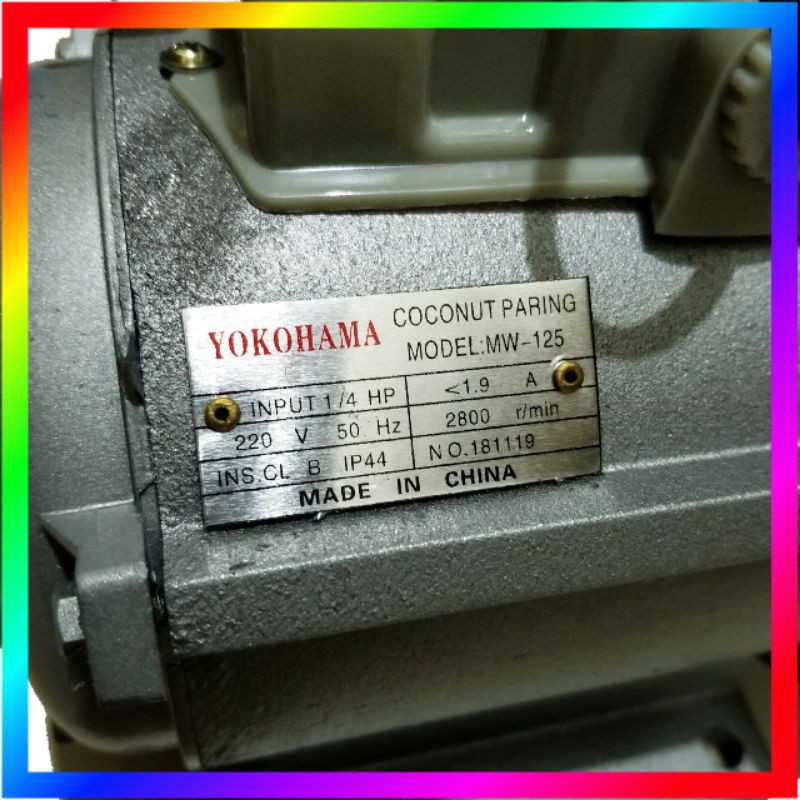 YOKOHAMA COCONUT PARING
MODEL:MW-125
INPUT 1/4 HP <1.9 A
220 V 50 Hz 2800 r/min
INS.CL B IP44 NO.181119
MADE IN CHINA